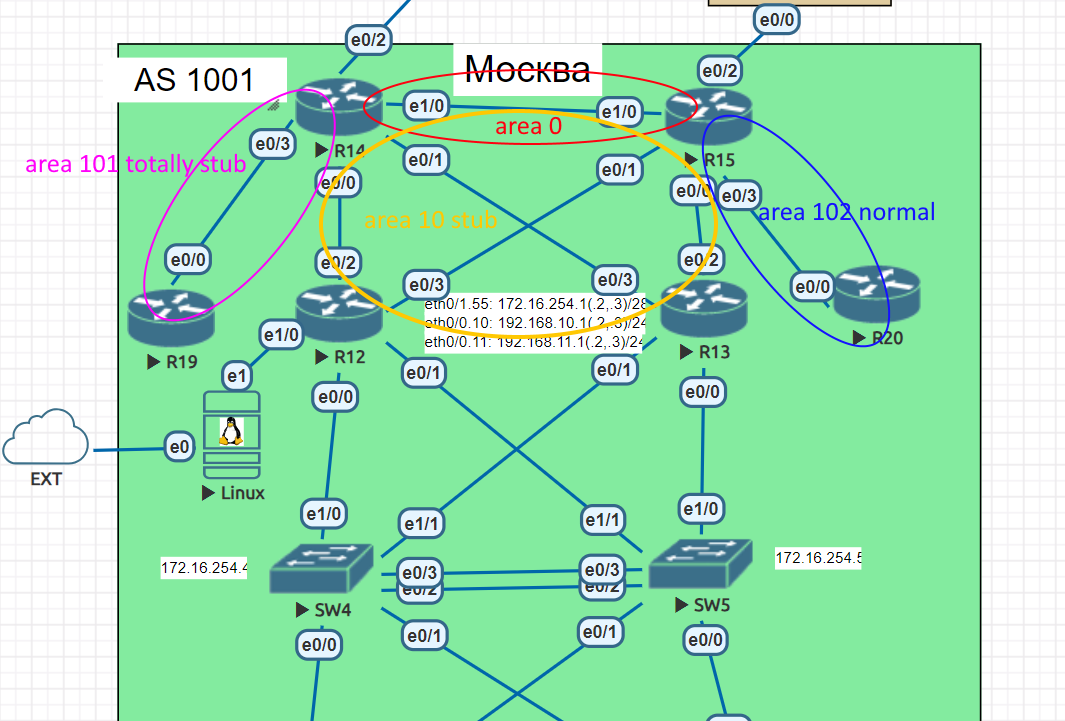 e0/0
e0/2
AS 1001
Москва
e0/2
e1/0
e1/0
area 0
e0/3
R14
R15
area 101 totally stub
e0/1
e0/1
e0/0
e0/0
e0/3
area 10 stub
area 102 normal
e0/0
e0/2
e0/2
e0/3
e0/3
e0/0
eth0/1.55: 172.16.254.1(.2,.3)/28
eth0/0.10: 192.168.10.1(.2,.3)/24
eth0/0.11: 192.168.11.1(.2,.3)/24
R19
e1/0
R12
R13
R20
e1
e0/1
e0/1
e0/0
e0/0
e0
EXT
Linux
e1/0
e1/1
e1/1
e1/0
172.16.254.4
e0/3
e0/3
172.16.254.5
e0/2
e0/2
SW4
SW5
e0/0
e0/1
e0/1
e0/0